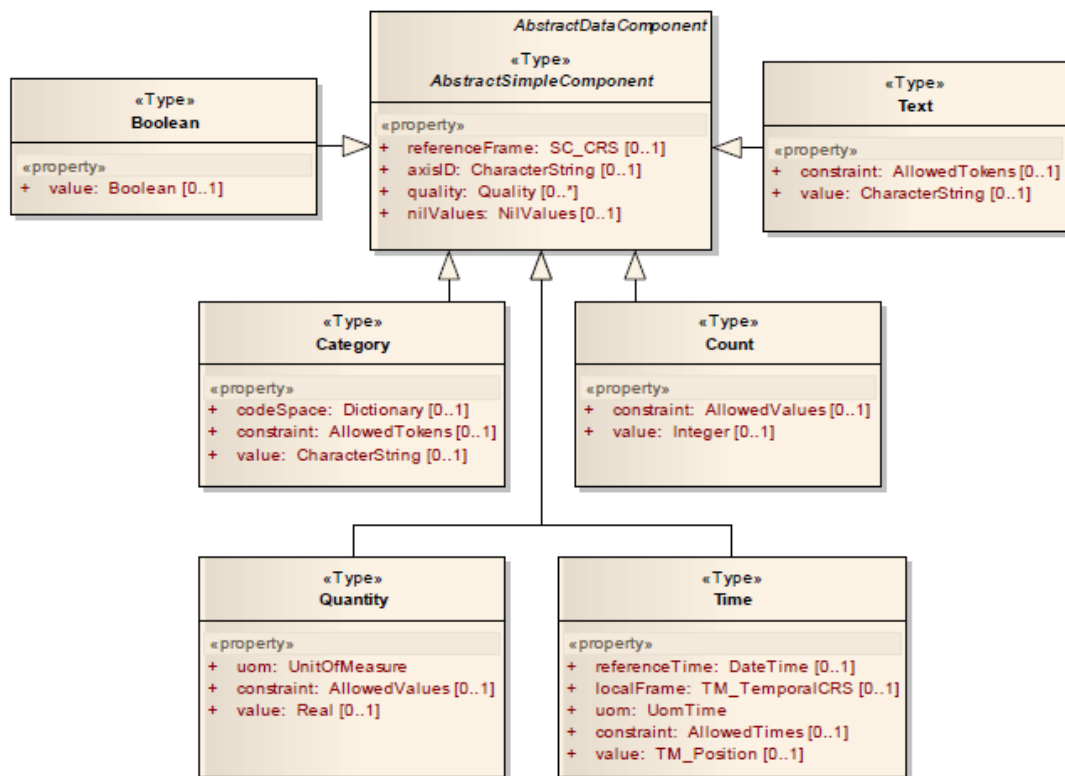 AbstractDataComponent
«Type»
AbstractSimpleComponent
«property»
+ referenceFrame: SC_CRS [0..1]
+ axisID: CharacterString [0..1]
+ quality: Quality [0..*]
+ nilValues: NilValues [0..1]
«Type»
Boolean
«property»
+ value: Boolean [0..1]
«Type»
Text
«property»
+ constraint: AllowedTokens [0..1]
+ value: CharacterString [0..1]
«Type»
Category
«property»
+ codeSpace: Dictionary [0..1]
+ constraint: AllowedTokens [0..1]
+ value: CharacterString [0..1]
«Type»
Count
«property»
+ constraint: AllowedValues [0..1]
+ value: Integer [0..1]
«Type»
Quantity
«property»
+ uom: UnitOfMeasure
+ constraint: AllowedValues [0..1]
+ value: Real [0..1]
«Type»
Time
«property»
+ referenceTime: DateTime [0..1]
+ localFrame: TM_TemporalCRS [0..1]
+ uom: UomTime
+ constraint: AllowedTimes [0..1]
+ value: TM_Position [0..1]